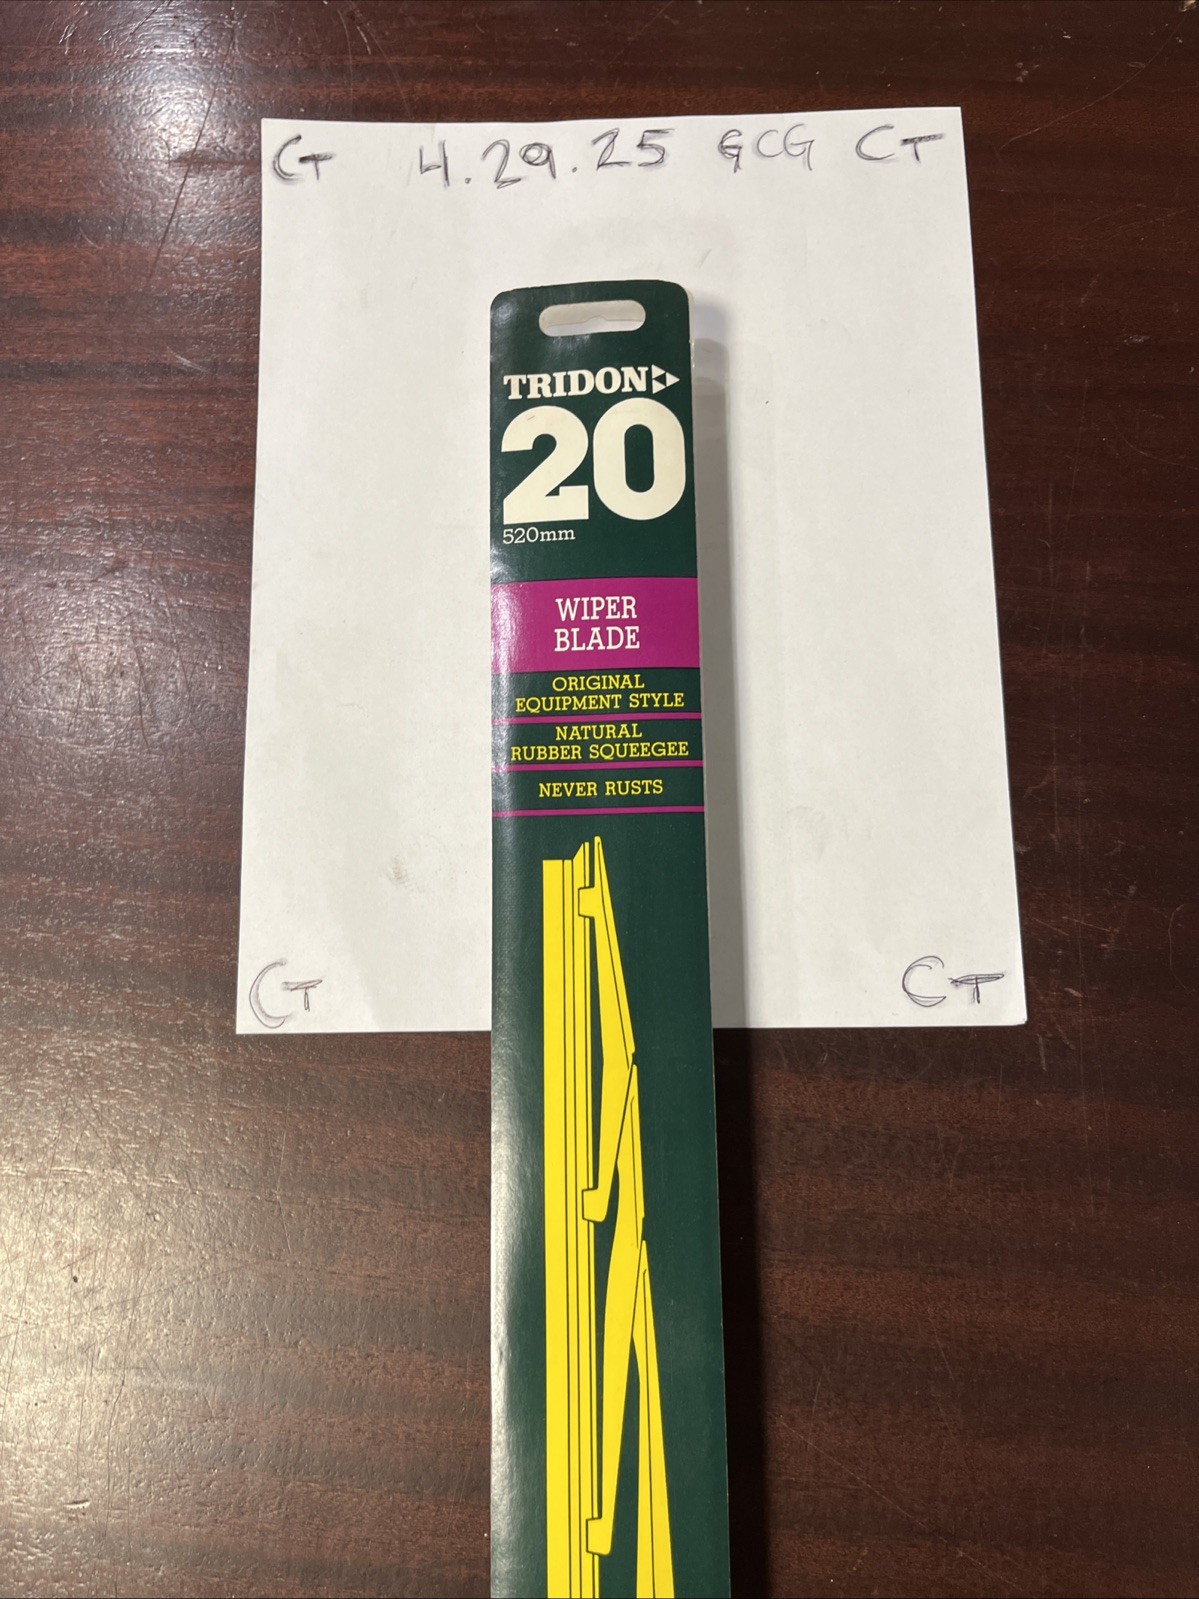 CT 4.29.25 GCG CT
TRIDON
20
520mm
WIPER
BLADE
ORIGINAL
EQUIPMENT STYLE
NATURAL
RUBBER SQUEEGEE
NEVER RUSTS
CT CT